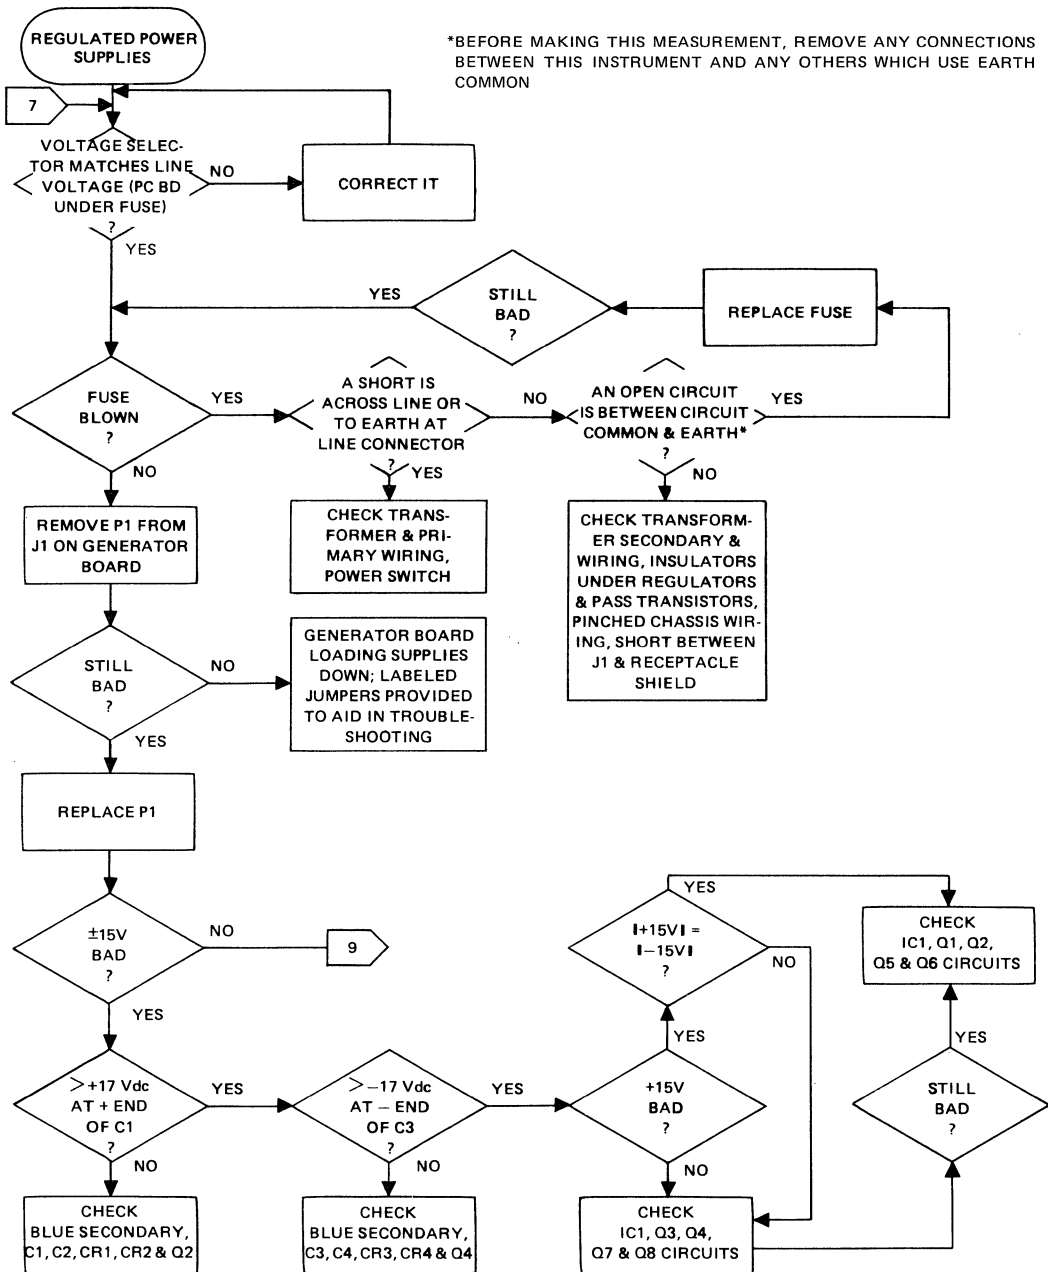 REGULATED POWER
SUPPLIES
*BEFORE MAKING THIS MEASUREMENT, REMOVE ANY CONNECTIONS
BETWEEN THIS INSTRUMENT AND ANY OTHERS WHICH USE EARTH
COMMON
7
VOLTAGE SELEC-
TOR MATCHES LINE
VOLTAGE (PC BD
UNDER FUSE)
?
NO
CORRECT IT
YES
YES
STILL
BAD
?
REPLACE FUSE
FUSE
BLOWN
?
YES
A SHORT IS
ACROSS LINE OR
TO EARTH AT
LINE CONNECTOR
?
NO
AN OPEN CIRCUIT
IS BETWEEN CIRCUIT
COMMON & EARTH*
?
YES
NO
YES
NO
REMOVE P1 FROM
J1 ON GENERATOR
BOARD
CHECK TRANS-
FORMER & PRI-
MARY WIRING,
POWER SWITCH
CHECK TRANSFORM-
ER SECONDARY &
WIRING, INSULATORS
UNDER REGULATORS
& PASS TRANSISTORS,
PINCHED CHASSIS WIR-
ING, SHORT BETWEEN
J1 & RECEPTACLE
SHIELD
STILL
BAD
?
NO
GENERATOR BOARD
LOADING SUPPLIES
DOWN; LABELED
JUMPERS PROVIDED
TO AID IN TROUBLE-
SHOOTING
YES
REPLACE P1
±15V
BAD
?
NO
9
YES
|+15V| =
|-15V|
?
YES
NO
CHECK
IC1, Q1, Q2,
Q5 & Q6 CIRCUITS
>+17 Vdc
AT + END
OF C1
?
YES
>-17 Vdc
AT - END
OF C3
?
YES
YES
+15V
BAD
?
YES
STILL
BAD
?
NO
NO
NO
CHECK
BLUE SECONDARY,
C1, C2, CR1, CR2 & Q2
CHECK
BLUE SECONDARY,
C3, C4, CR3, CR4 & Q4
CHECK
IC1, Q3, Q4,
Q7 & Q8 CIRCUITS